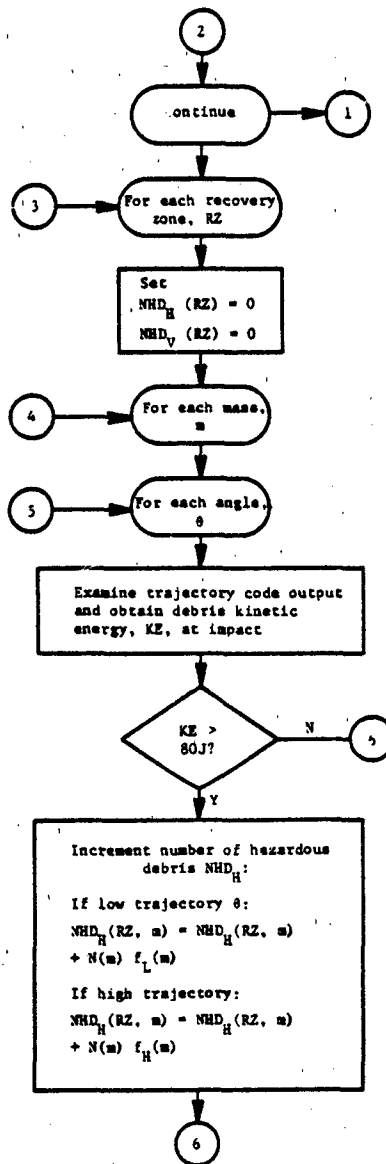 2
ontinue
1
For each recovery
zone, RZ
3
Set
NHD_H (RZ) = 0
NHD_V (RZ) = 0
For each mass,
m
4
For each angle,
θ
5
Examine trajectory code output
and obtain debris kinetic
energy, KE, at impact
KE >
80J?
N
5
Y
Increment number of hazardous
debris NHD_H:
If low trajectory θ:
NHD_H(RZ, m) = NHD_H(RZ, m)
+ N(m) f_L(m)
If high trajectory:
NHD_H(RZ, m) = NHD_H(RZ, m)
+ N(m) f_H(m)
6